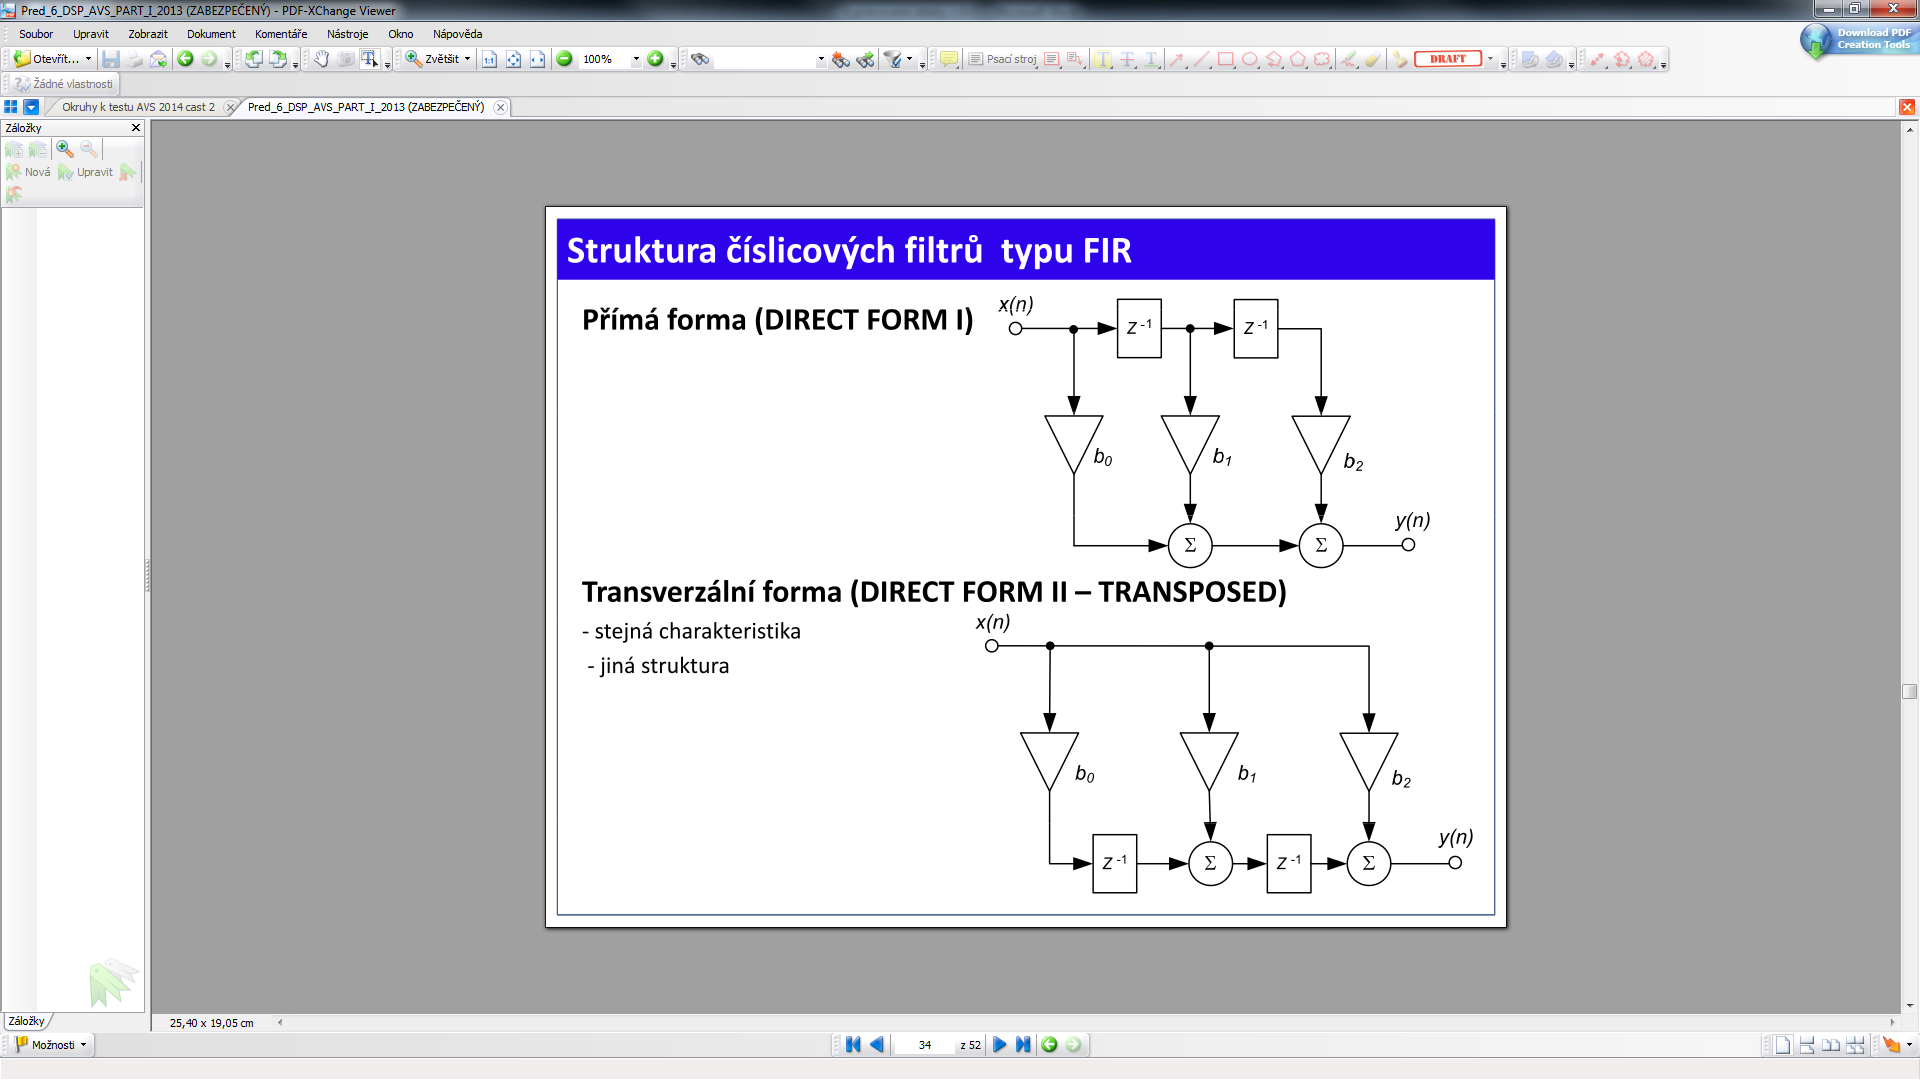 Pred_6_DSP_AVS_PART_I_2013 (ZABEZPEČENÝ) - PDF-XChange Viewer
Soubor Upravit Zobrazit Dokument Komentáře Nástroje Okno Nápověda
Download PDF
Creation Tools
Otevřít... Zvětšit 100% Psací stroj DRAFT
Žádné vlastnosti
Okruhy k testu AVS 2014 cast 2 Pred_6_DSP_AVS_PART_I_2013 (ZABEZPEČENÝ)
Záložky
Nová Upravit
Struktura číslicových filtrů typu FIR
Přímá forma (DIRECT FORM I)
x(n)
z -1 z -1
b0 b1 b2
Σ Σ
y(n)
Transverzální forma (DIRECT FORM II – TRANSPOSED)
- stejná charakteristika
- jiná struktura
x(n)
b0 b1 b2
z -1 Σ z -1 Σ
y(n)
Záložky
25,40 x 19,05 cm
Možnosti
34 z 52